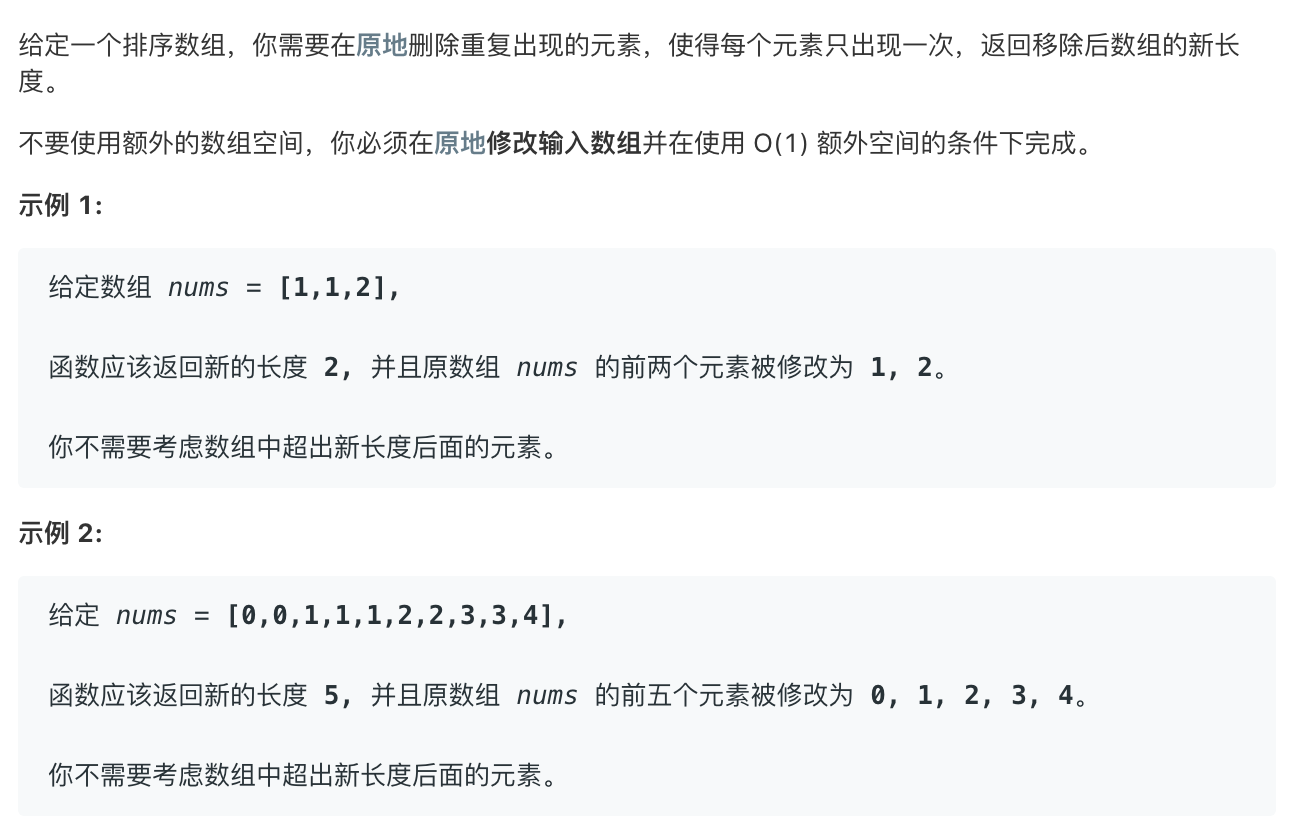 给定一个排序数组，你需要在原地删除重复出现的元素，使得每个元素只出现一次，返回移除后数组的新长
度。
不要使用额外的数组空间，你必须在原地修改输入数组并在使用 O(1) 额外空间的条件下完成。
示例 1:
给定数组 nums = [1,1,2],
函数应该返回新的长度 2, 并且原数组 nums 的前两个元素被修改为 1, 2。
你不需要考虑数组中超出新长度后面的元素。
示例 2:
给定 nums = [0,0,1,1,1,2,2,3,3,4],
函数应该返回新的长度 5, 并且原数组 nums 的前五个元素被修改为 0, 1, 2, 3, 4。
你不需要考虑数组中超出新长度后面的元素。